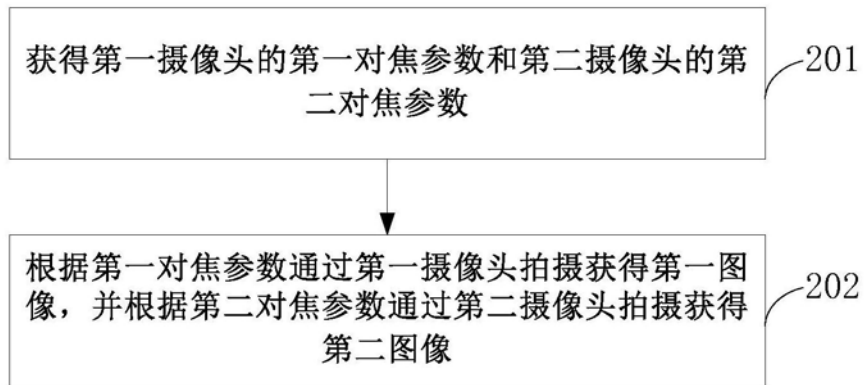 获得第一摄像头的第一对焦参数和第二摄像头的第
二对焦参数
201
根据第一对焦参数通过第一摄像头拍摄获得第一图
像，并根据第二对焦参数通过第二摄像头拍摄获得
第二图像
202